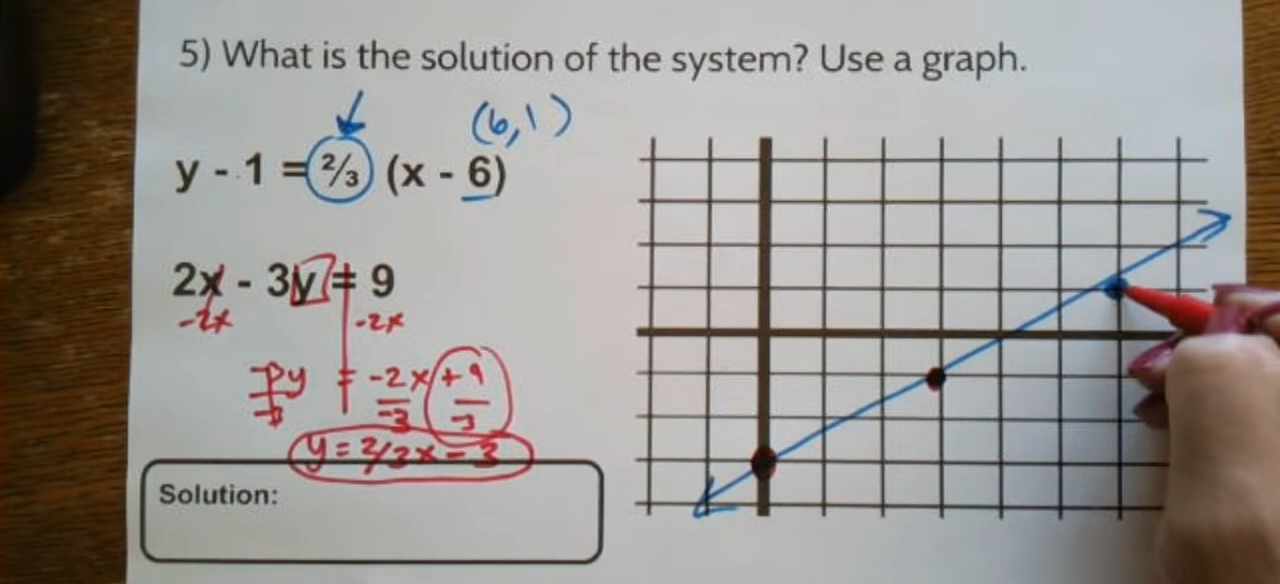 5) What is the solution of the system? Use a graph.
(6,1)
y - 1 = 2/3 (x - 6)
2x - 3y = 9
-2x -2x
-3y = -2x + 9
-3 -3 -3
y = 2/3x - 3
Solution: